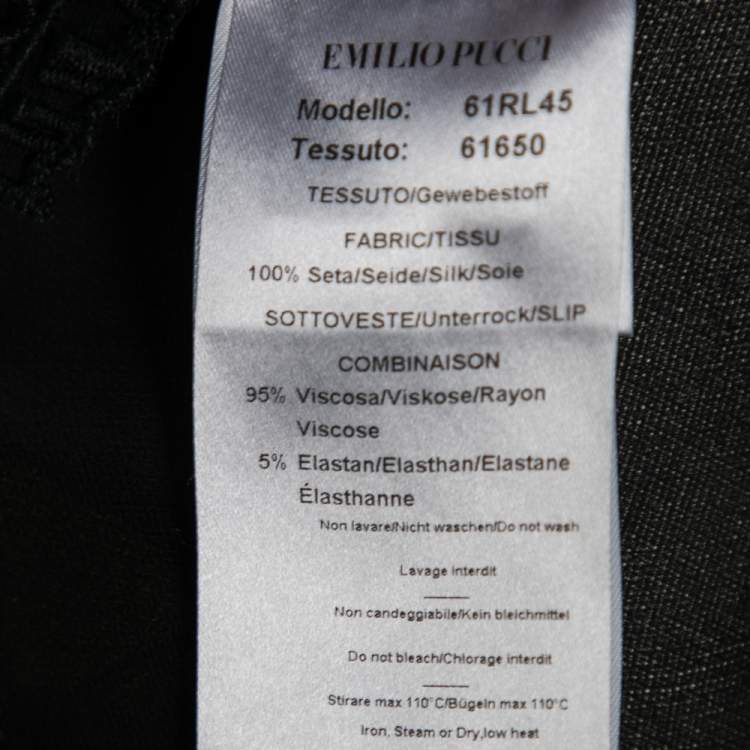 EMILIO PUCCI
Modello: 61RL45
Tessuto: 61650
TESSUTO/Gewebestoff
FABRIC/TISSU
100% Seta/Seide/Silk/Soie
SOTTOVESTE/Unterrock/SLIP
COMBINAISON
95% Viscosa/Viskose/Rayon
Viscose
5% Elastan/Elasthan/Elastane
Élasthanne
Non lavare/Nicht waschen/Do not wash
Lavage interdit
Non candeggiabile/Kein bleichmittel
Do not bleach/Chlorage interdit
Stirare max 110°C/Bügeln max 110°C
Iron, Steam or Dry,low heat